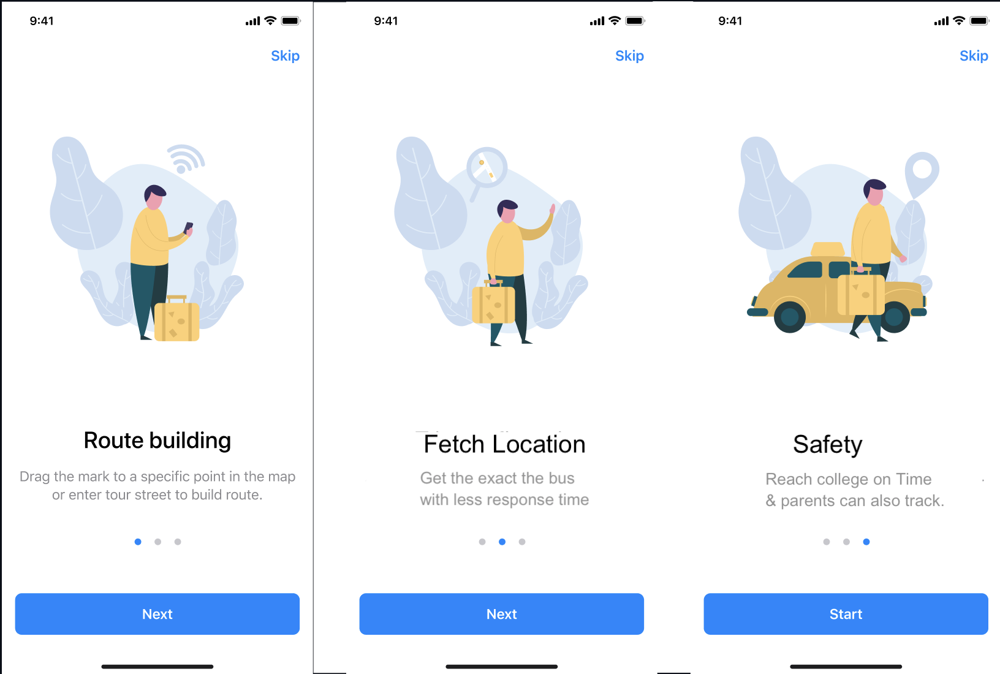 9:41
Skip
Route building
Drag the mark to a specific point in the map
or enter tour street to build route.
Next
9:41
Skip
Fetch Location
Get the exact the bus
with less response time
Next
9:41
Skip
Safety
Reach college on Time
& parents can also track.
Start